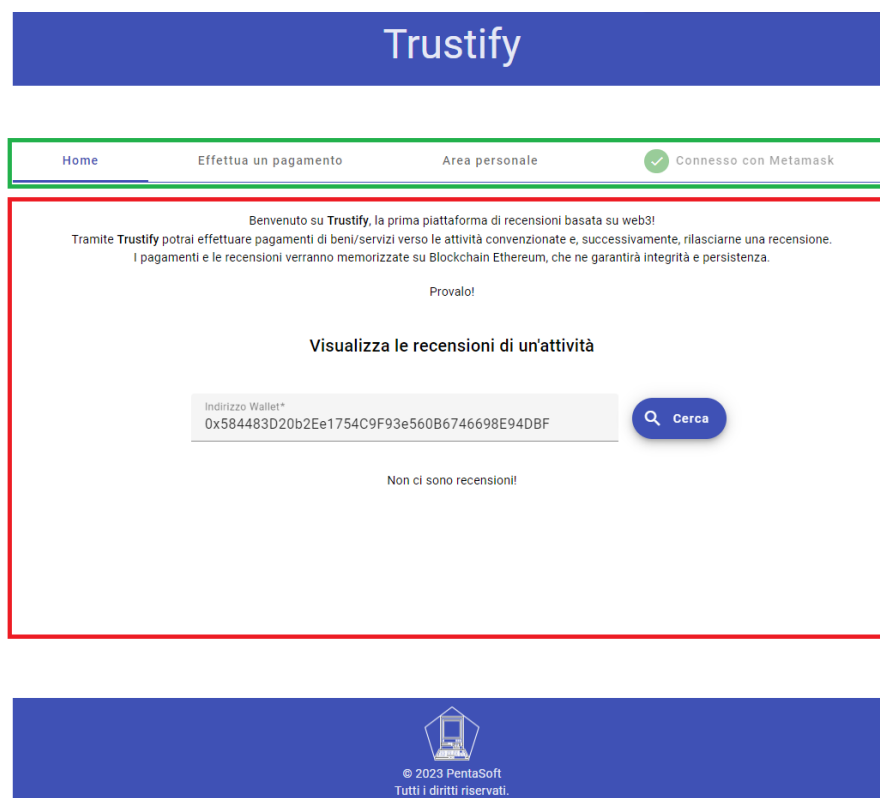 Trustify
Home Effettua un pagamento Area personale Connesso con Metamask
Benvenuto su Trustify, la prima piattaforma di recensioni basata su web3!
Tramite Trustify potrai effettuare pagamenti di beni/servizi verso le attività convenzionate e, successivamente, rilasciarne una recensione.
I pagamenti e le recensioni verranno memorizzate su Blockchain Ethereum, che ne garantirà integrità e persistenza.
Provalo!
Visualizza le recensioni di un'attività
Indirizzo Wallet*
0x584483D20b2Ee1754C9F93e560B6746698E94DBF
Cerca
Non ci sono recensioni!
© 2023 PentaSoft
Tutti i diritti riservati.